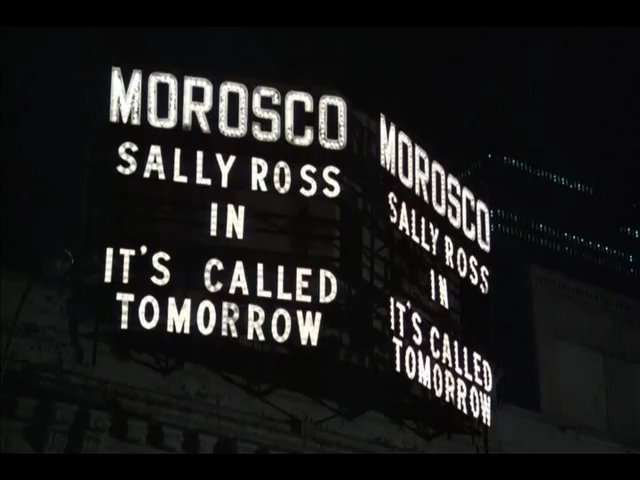 MOROSCO
SALLY ROSS
IN
IT'S CALLED
TOMORROW
MOROSCO
SALLY ROSS
IN
IT'S CALLED
TOMORROW